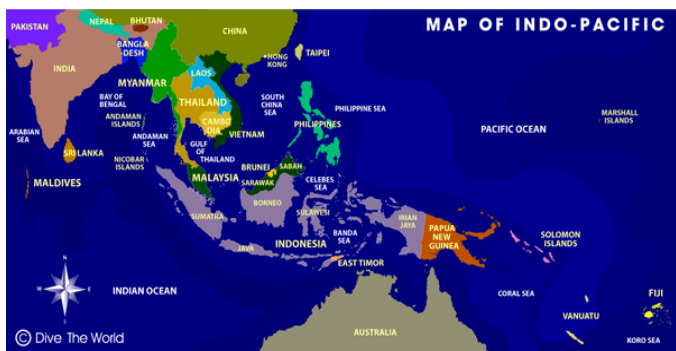 MAP OF INDO-PACIFIC
PAKISTAN
NEPAL
BHUTAN
CHINA
BANGLA
DESH
HONG
KONG
TAIPEI
INDIA
MYANMAR
LAOS
BAY OF
BENGAL
THAILAND
SOUTH
CHINA
SEA
PHILIPPINE SEA
MARSHALL
ISLANDS
ANDAMAN
ISLANDS
CAMBO
DIA
PHILIPPINES
PACIFIC OCEAN
ARABIAN
SEA
ANDAMAN
SEA
VIETNAM
SRI LANKA
NICOBAR
ISLANDS
GULF
OF
THAILAND
MALDIVES
MALAYSIA
BRUNEI
SABAH
SARAWAK
CELEBES
SEA
SUMATRA
BORNEO
SULAWESI
IRIAN
JAYA
PAPUA
NEW
GUINEA
SOLOMON
ISLANDS
JAVA
INDONESIA
BANDA
SEA
EAST TIMOR
N
W
E
S
INDIAN OCEAN
CORAL SEA
FIJI
VANUATU
AUSTRALIA
KORO SEA
© Dive The World